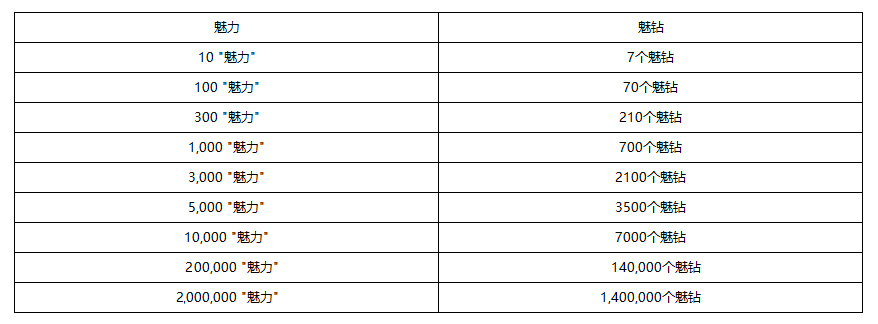 魅力 魅钻
10 "魅力" 7个魅钻
100 "魅力" 70个魅钻
300 "魅力" 210个魅钻
1,000 "魅力" 700个魅钻
3,000 "魅力" 2100个魅钻
5,000 "魅力" 3500个魅钻
10,000 "魅力" 7000个魅钻
200,000 "魅力" 140,000个魅钻
2,000,000 "魅力" 1,400,000个魅钻